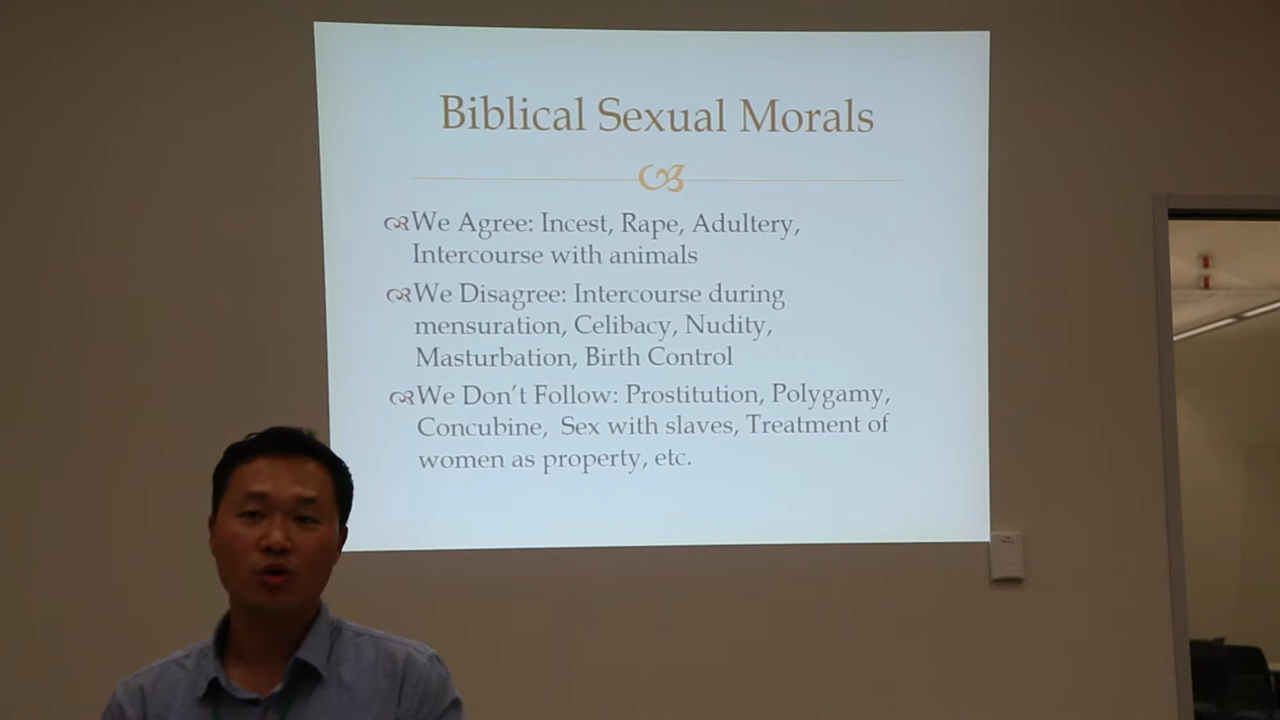 Biblical Sexual Morals
We Agree: Incest, Rape, Adultery,
Intercourse with animals
We Disagree: Intercourse during
mensuration, Celibacy, Nudity,
Masturbation, Birth Control
We Don't Follow: Prostitution, Polygamy,
Concubine, Sex with slaves, Treatment of
women as property, etc.